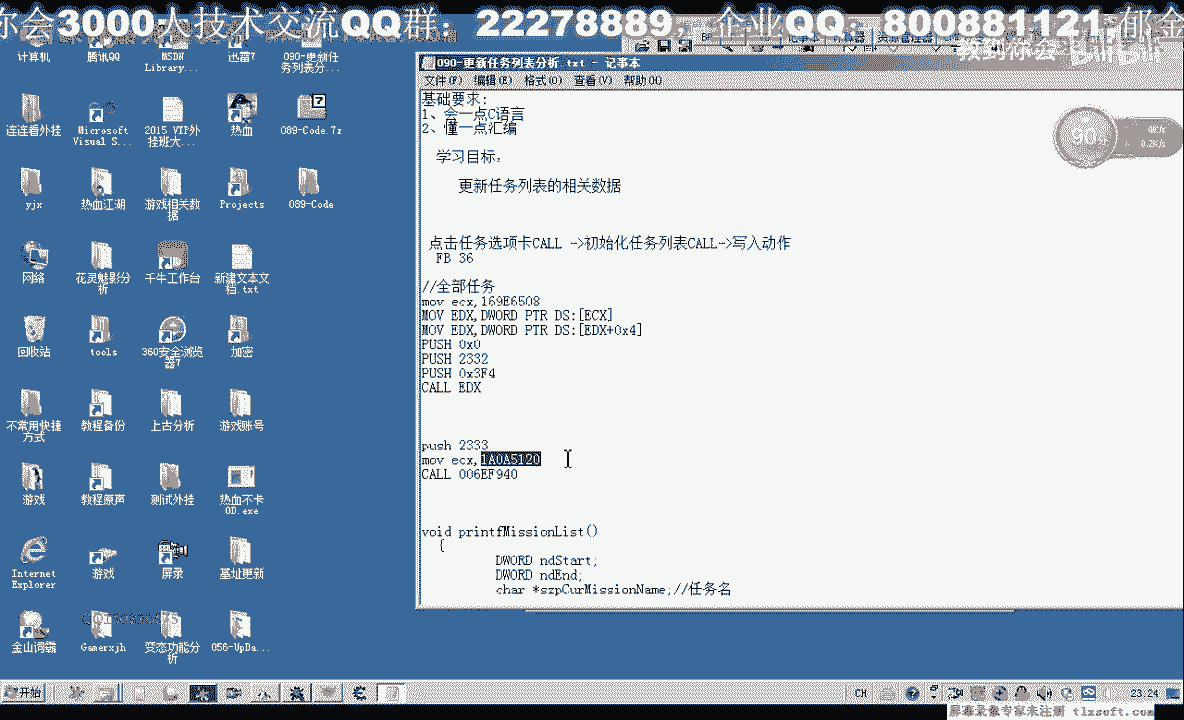 你会3000人技术交流QQ群：22278889，企业QQ：800881121 郁金
教到你会
bilibili
计算机
腾讯QQ
MSDN Library...
迅雷7
090-更新任务列表分...
连连看外挂
Microsoft Visual S...
2015 VIP外挂班大...
热血
089-Code.7z
yjx
热血江湖
游戏相关数据
Projects
089-Code
网络
花灵魅影分析
千牛工作台
新建文本文档.txt
回收站
tools
360安全浏览器7
加密
不常用快捷方式
教程备份
上古分析
游戏账号
游戏
教程原声
测试外挂
热血不卡OD.exe
Internet Explorer
游戏
屏录
基址更新
金山词霸
Gamerxjh
变态功能分析
056-UpDa...
090-更新任务列表分析.txt - 记事本
文件(F) 编辑(E) 格式(O) 查看(V) 帮助(H)
基础要求:
1、会一点C语言
2、懂一点汇编
学习目标，
更新任务列表的相关数据
点击任务选项卡CALL ->初始化任务列表CALL->写入动作
FB 36
//全部任务
mov ecx,169E6508
MOV EDX,DWORD PTR DS:[ECX]
MOV EDX,DWORD PTR DS:[EDX+0x4]
PUSH 0x0
PUSH 2332
PUSH 0x3F4
CALL EDX
push 2333
mov ecx,1A0A5120
CALL 006EF940
void printfMissionList()
{
DWORD ndStart;
DWORD ndEnd;
char *szpCurMissionName;//任务名
90
0K/s
0.2K/s
开始
CH
23:24
屏幕录像专家未注册 tlxsoft.com